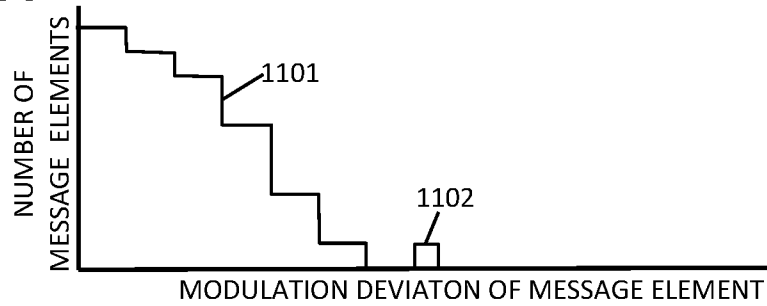 NUMBER OF
MESSAGE ELEMENTS
1101
1102
MODULATION DEVIATON OF MESSAGE ELEMENT